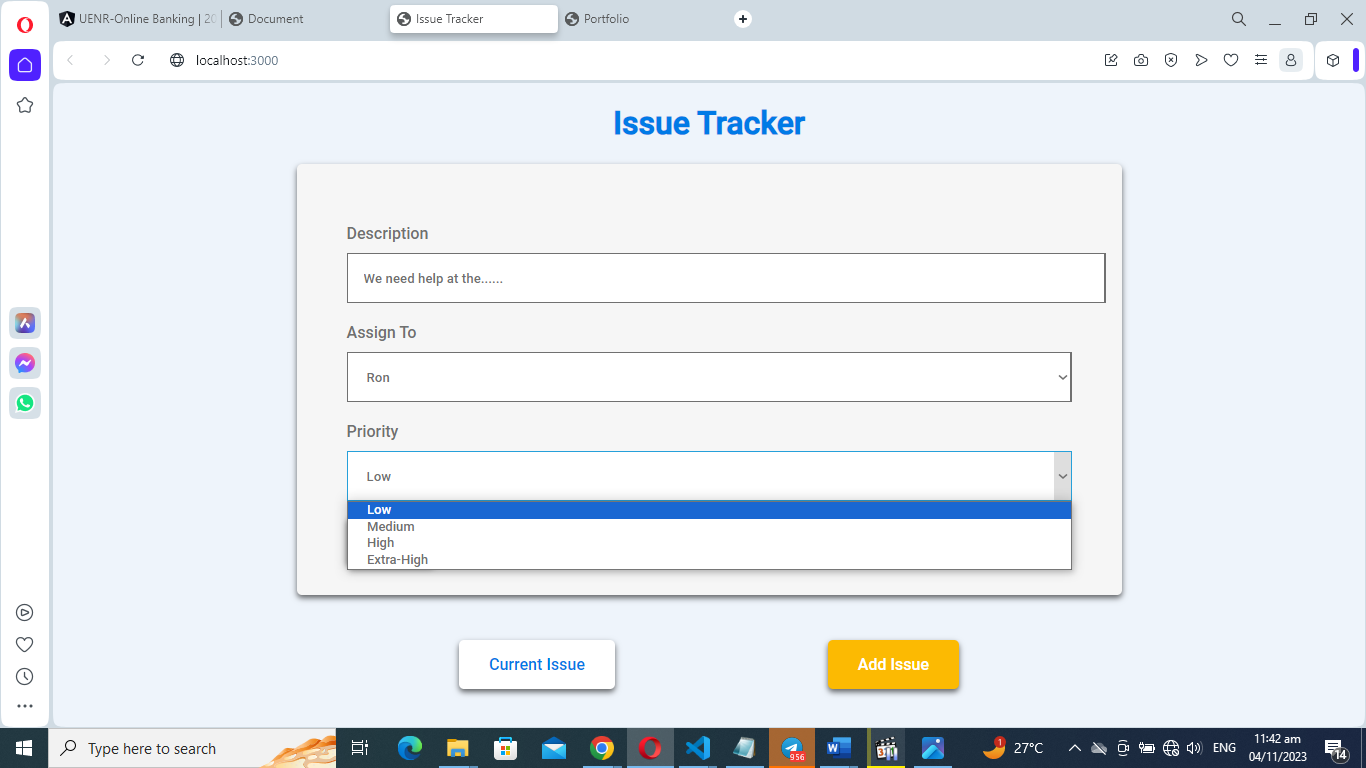 UENR-Online Banking | 20
Document
Issue Tracker
Portfolio
localhost:3000
Issue Tracker
Description
We need help at the......
Assign To
Ron
Priority
Low
Low
Medium
High
Extra-High
Current Issue
Add Issue
Type here to search
956
1
27°C
ENG
11:42 am
04/11/2023
14